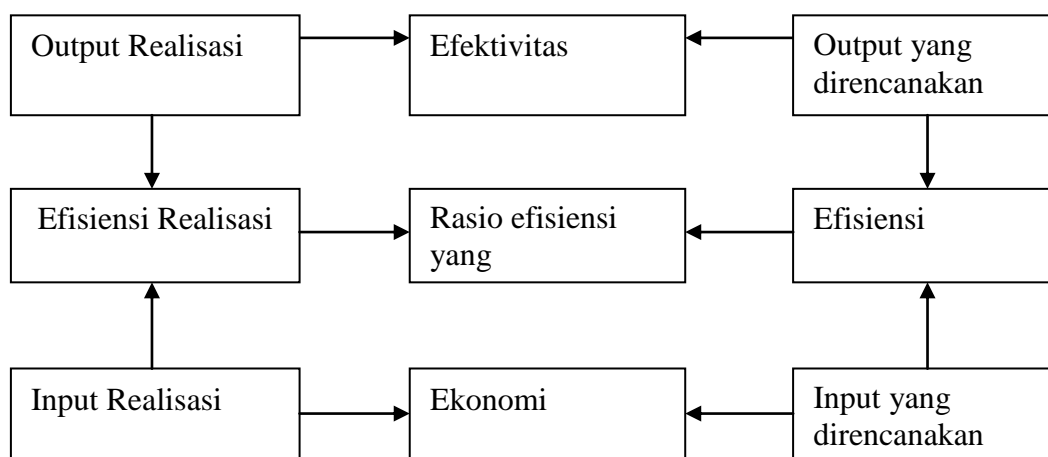 Output Realisasi
Efektivitas
Output yang
direncanakan
Efisiensi Realisasi
Rasio efisiensi
yang
Efisiensi
Input Realisasi
Ekonomi
Input yang
direncanakan